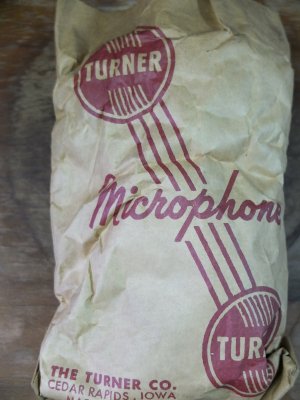 TURNER
Microphone
TUR
THE TURNER CO.
CEDAR RAPIDS, IOWA